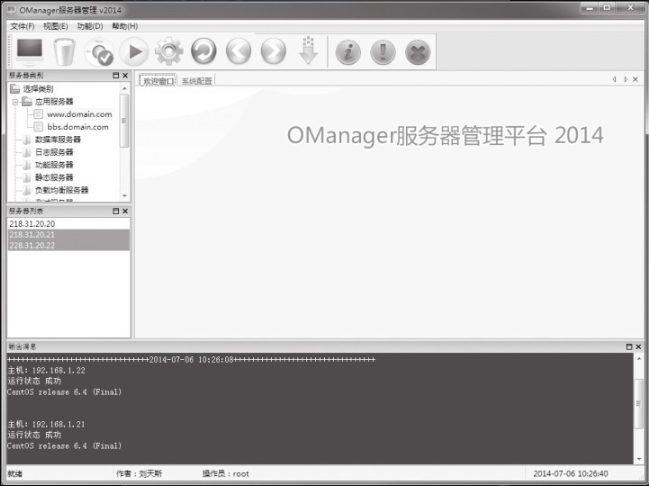 OManager服务器管理 v2014
文件(F) 视图(E) 功能(D) 帮助(H)
服务器类别
选择类别
应用服务器
www.domain.com
bbs.domain.com
数据库服务器
日志服务器
功能服务器
静态服务器
负载均衡服务器
服务器列表
218.31.20.20
218.31.20.21
228.31.20.22
欢迎窗口 系统配置
OManager服务器管理平台 2014
输出消息
++++++++++++++++++++++++++++++++2014-07-06 10:26:08++++++++++++++++++++++++++++++++
主机: 192.168.1.22
运行状态 成功
CentOS release 6.4 (Final)
主机: 192.168.1.21
运行状态 成功
CentOS release 6.4 (Final)
就绪 作者：刘天斯 操作员：root 2014-07-06 10:26:40